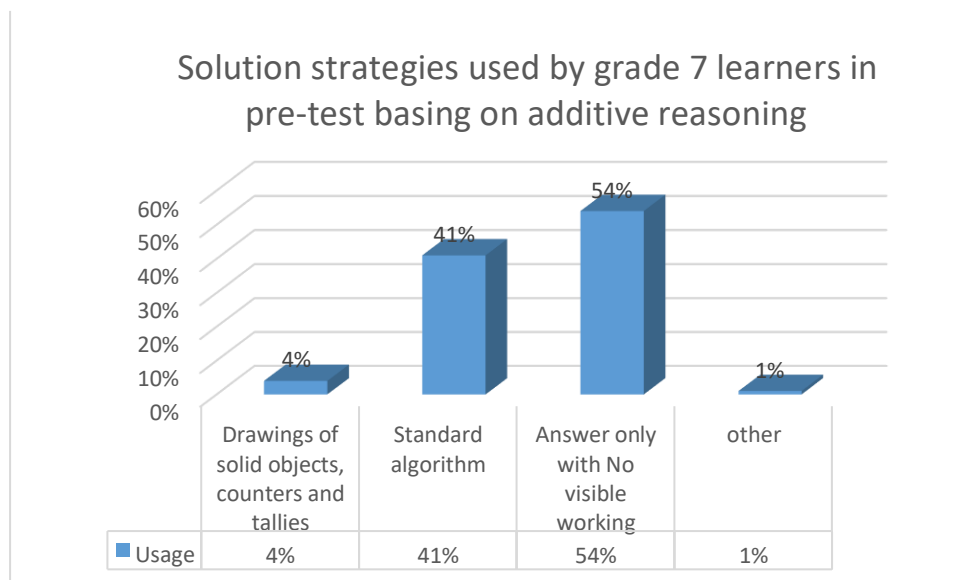 Solution strategies used by grade 7 learners in
pre-test basing on additive reasoning
60%
50%
40%
30%
20%
10%
0%
4%
41%
54%
1%
Drawings of
solid objects,
counters and
tallies
Standard
algorithm
Answer only
with No
visible
working
other
Usage 4% 41% 54% 1%